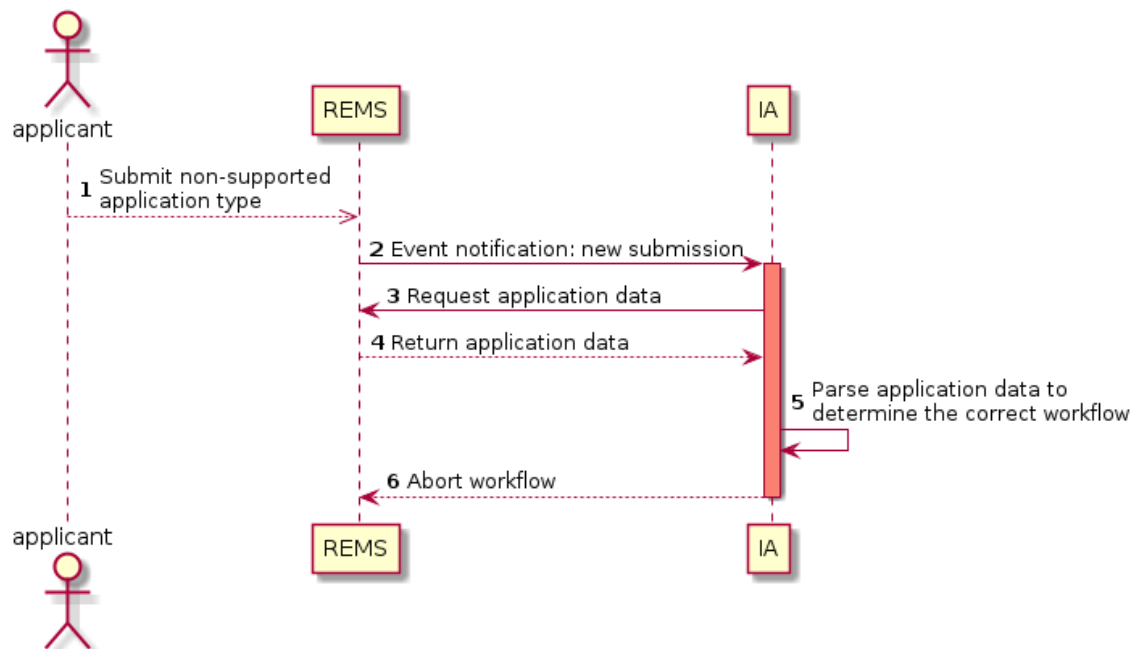 applicant
REMS
IA
1 Submit non-supported
application type
2 Event notification: new submission
3 Request application data
4 Return application data
5 Parse application data to
determine the correct workflow
6 Abort workflow
applicant
REMS
IA